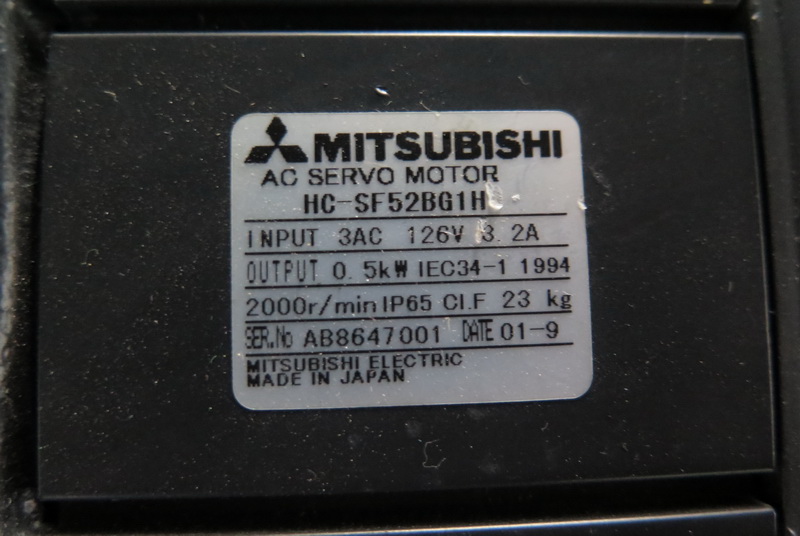 MITSUBISHI
AC SERVO MOTOR
HC-SF52BG1H
INPUT 3AC 126V 3.2A
OUTPUT 0.5kW IEC34-1 1994
2000r/min IP65 CI.F 23 kg
SER.No AB8647001 DATE 01-9
MITSUBISHI ELECTRIC
MADE IN JAPAN